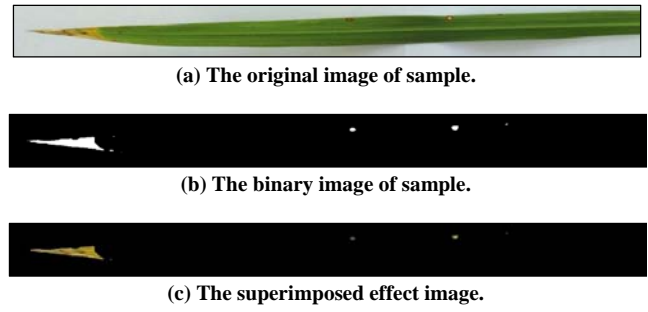 (a) The original image of sample.
(b) The binary image of sample.
(c) The superimposed effect image.